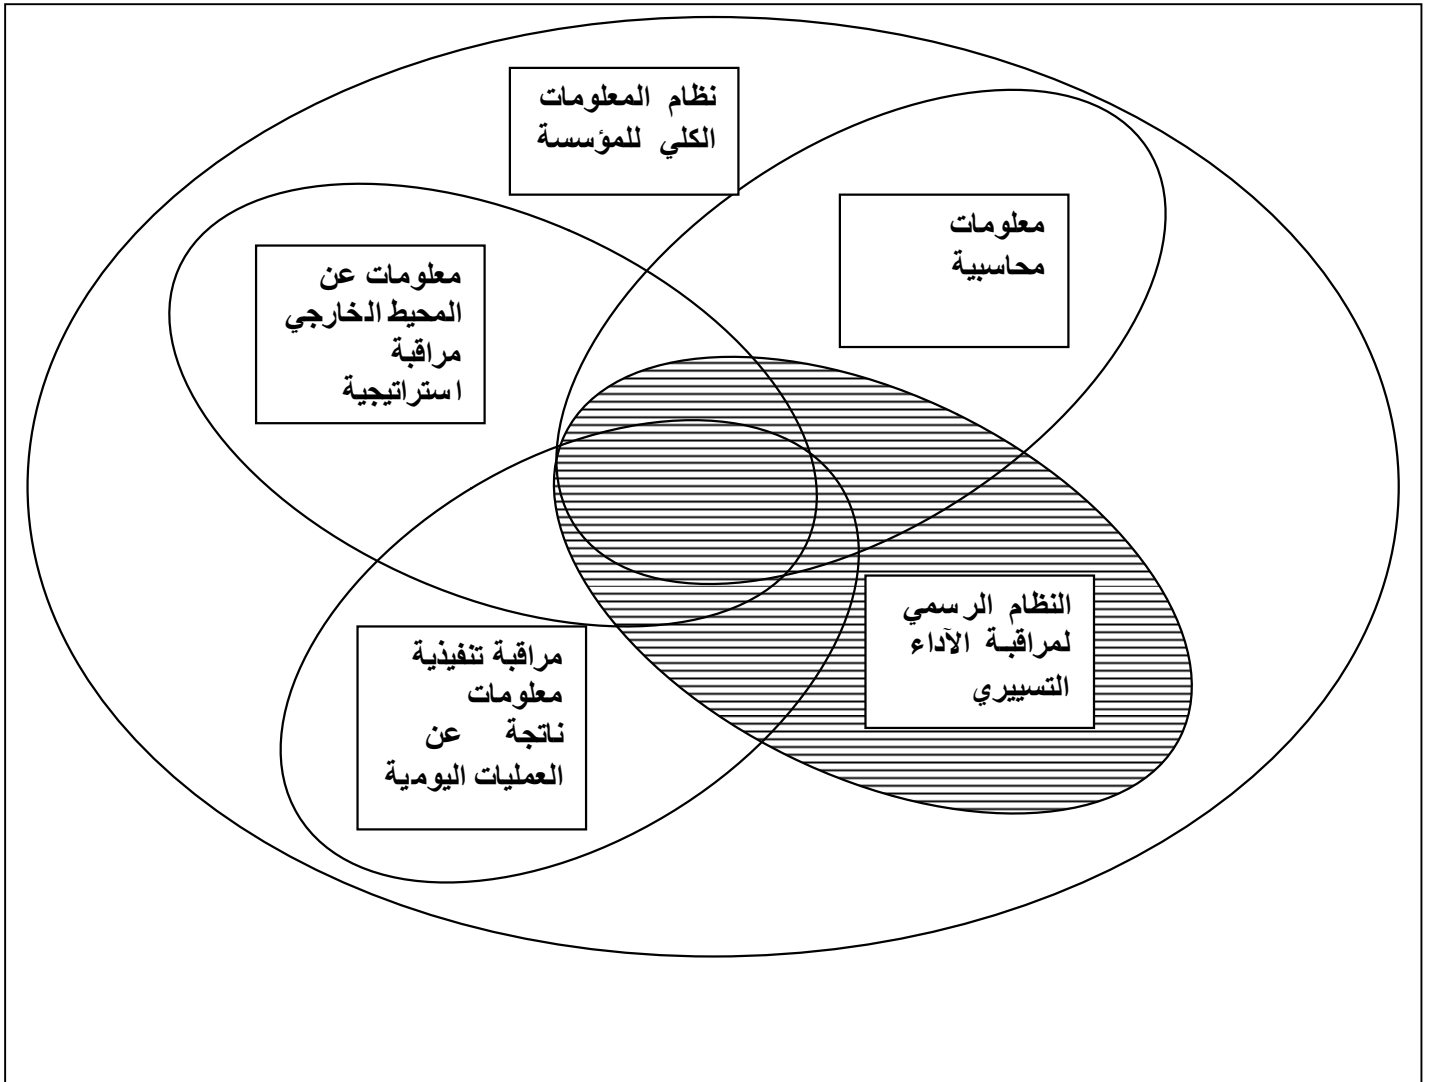 نظام المعلومات
الكلي للمؤسسة
معلومات
محاسبية
معلومات عن
المحيط الخارجي
مراقبة
استراتيجية
النظام الرسمي
لمراقبة الآداء
التسييري
مراقبة تنفيذية
معلومات
ناتجة عن
العمليات اليومية